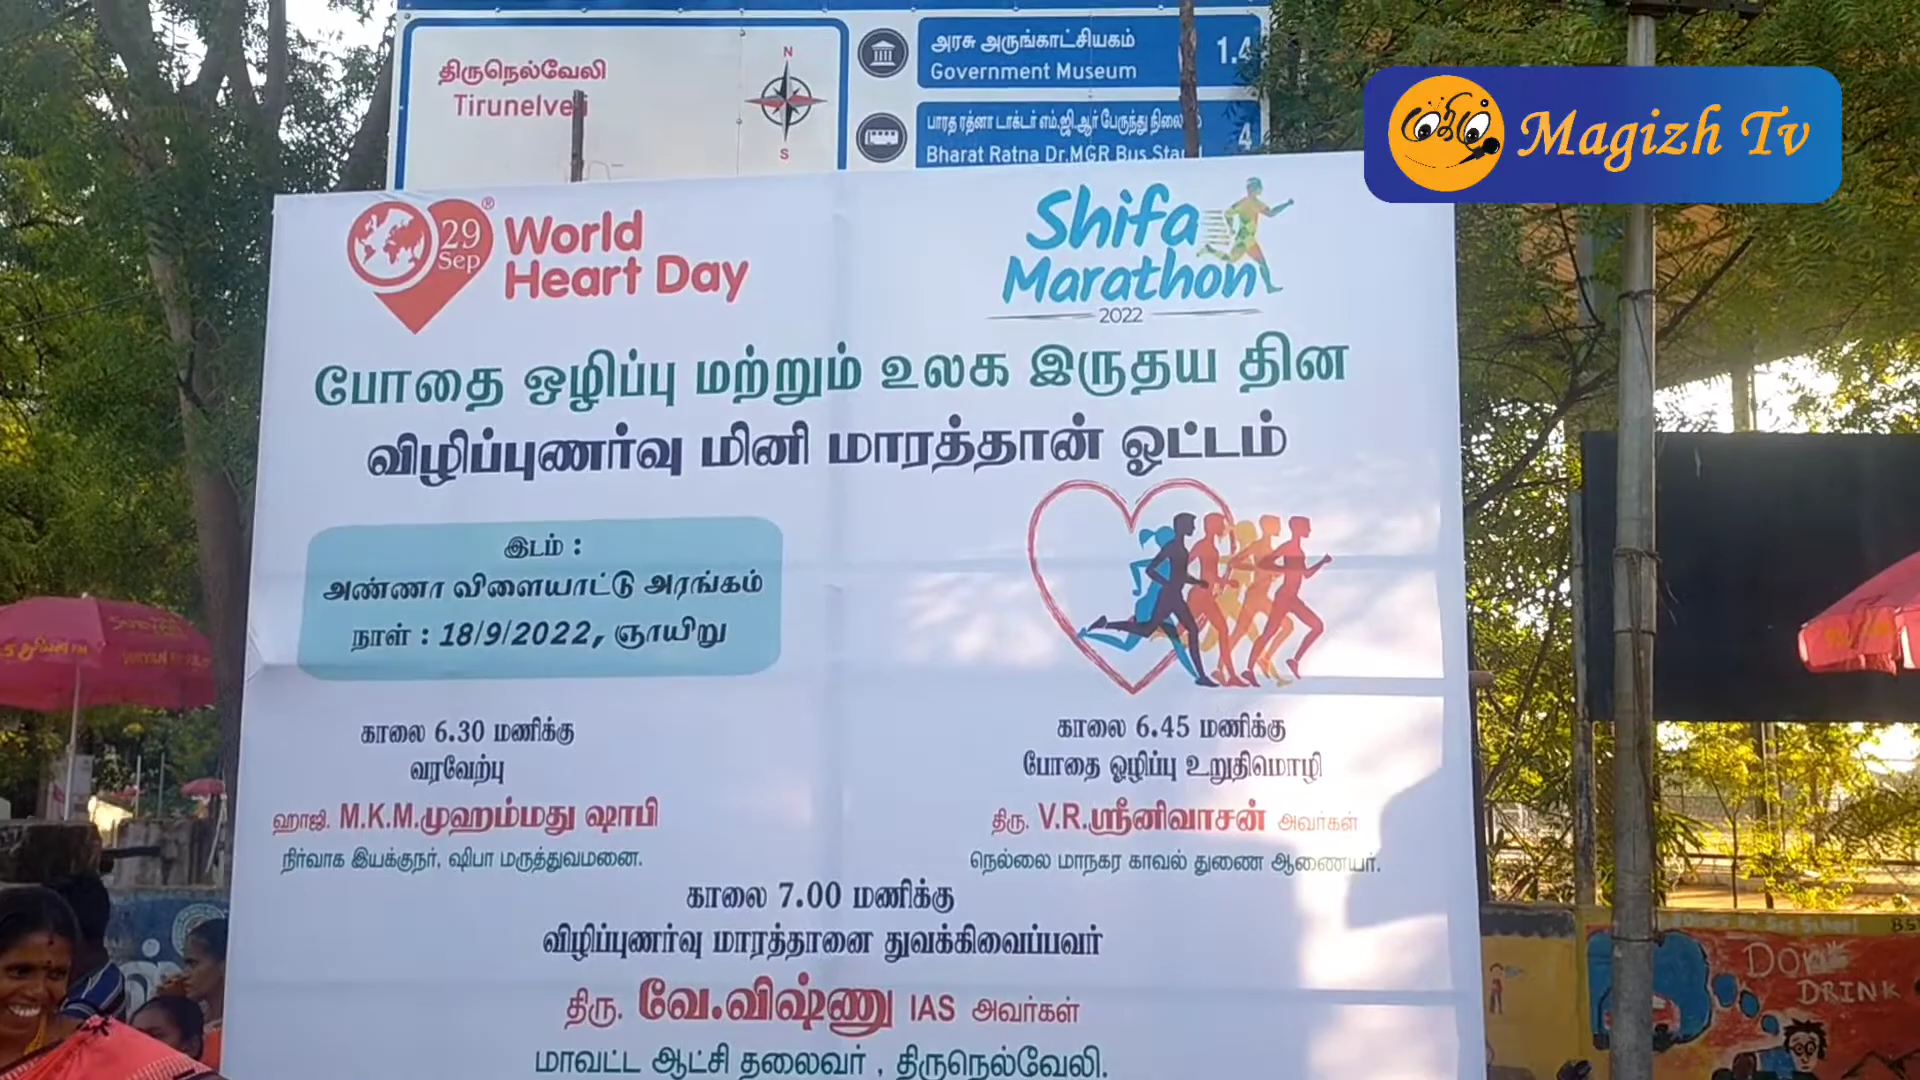 திருநெல்வேலி
Tirunelveli
N
S
அரசு அருங்காட்சியகம்
Government Museum
1.4
பாரத ரத்னா டாக்டர் எம்.ஜி.ஆர் பேருந்து
Bharat Ratna Dr.MGR Bus
4
மகிழ்
Magizh Tv
29
Sep
®
World
Heart Day
Shifa
Marathon
2022
போதை ஒழிப்பு மற்றும் உலக இருதய தின
விழிப்புணர்வு மினி மாரத்தான் ஓட்டம்
இடம் :
அண்ணா விளையாட்டு அரங்கம்
நாள் : 18/9/2022, ஞாயிறு
காலை 6.30 மணிக்கு
வரவேற்பு
ஹாஜி. M.K.M.முஹம்மது ஷாபி
நிர்வாக இயக்குநர், ஷிபா மருத்துவமனை.
காலை 6.45 மணிக்கு
போதை ஓழிப்பு உறுதிமொழி
திரு. V.R.ஸ்ரீனிவாசன் அவர்கள்
நெல்லை மாநகர காவல் துணை ஆணையர்.
காலை 7.00 மணிக்கு
விழிப்புணர்வு மாரத்தானை துவக்கிவைப்பவர்
திரு. வே.விஷ்ணு IAS அவர்கள்
மாவட்ட ஆட்சி தலைவர் , திருநெல்வேலி.
DON'T
DRINK